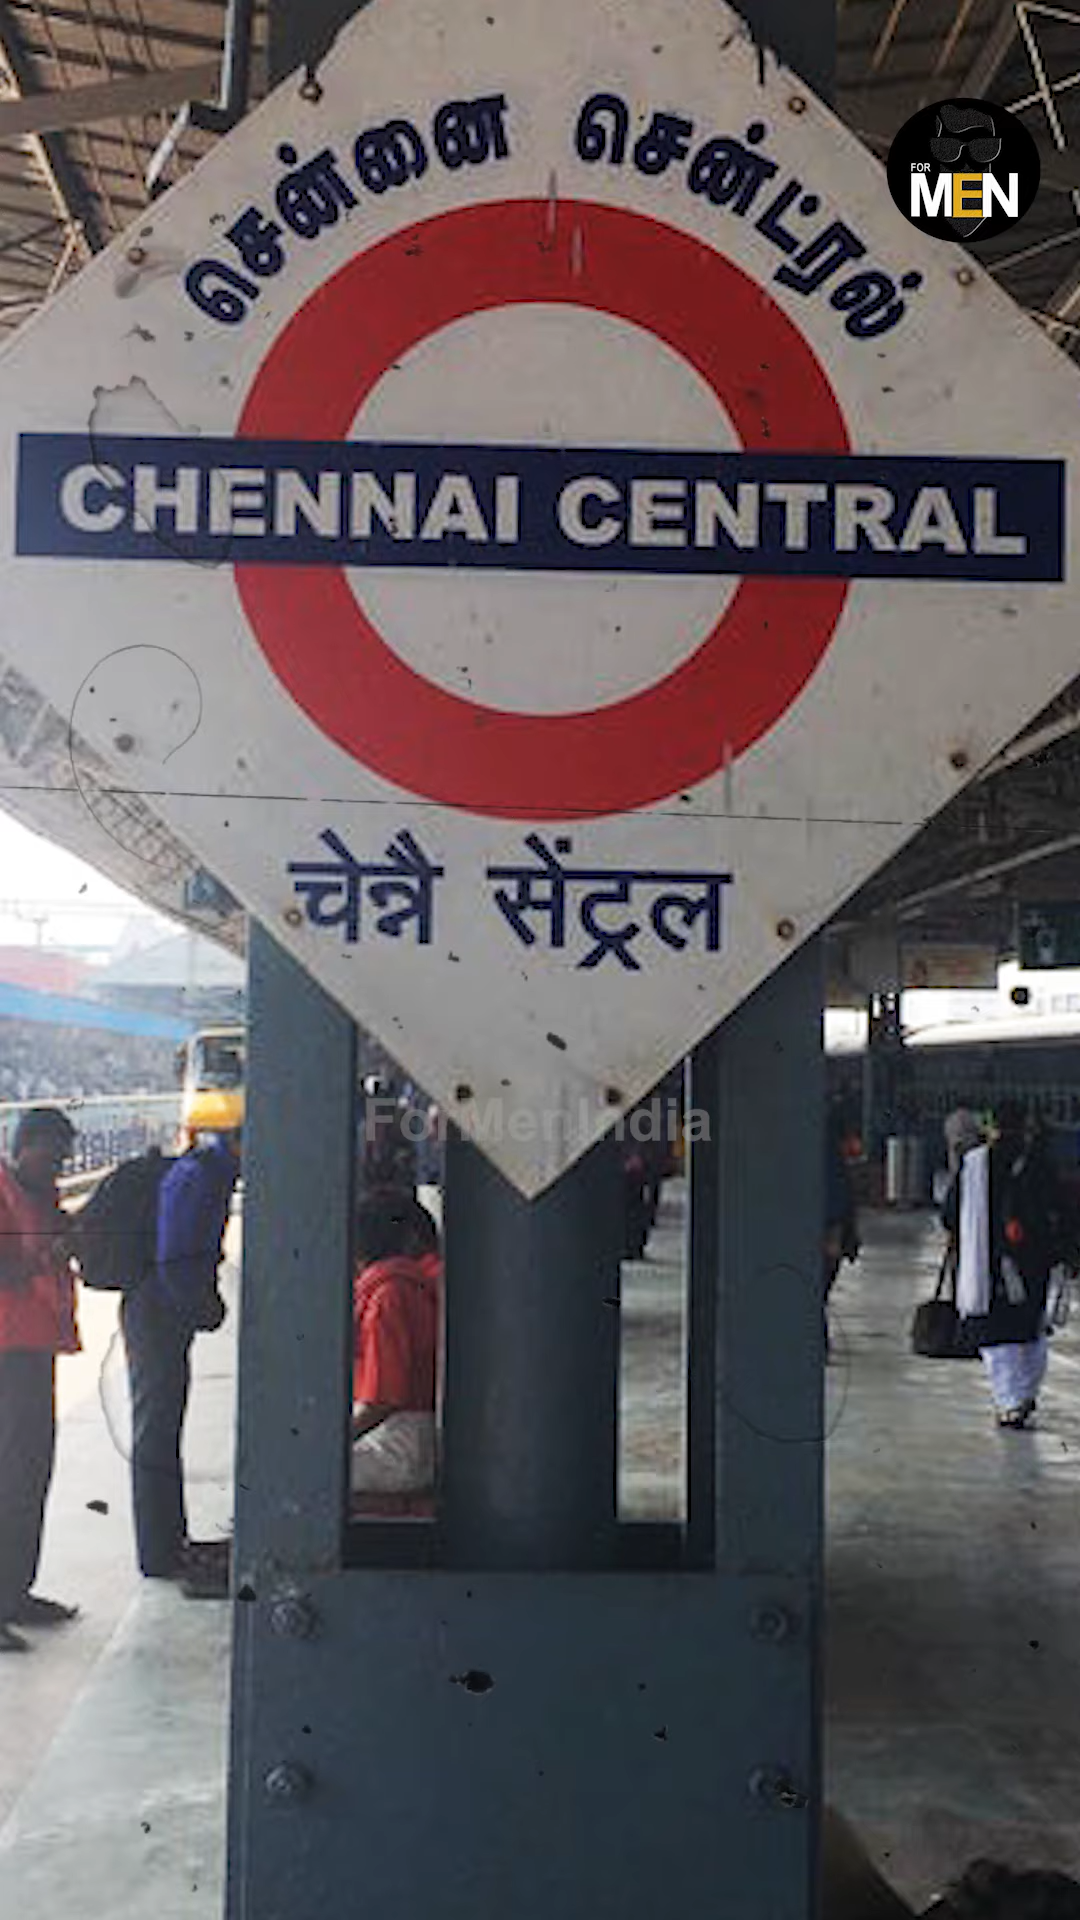 சென்னை சென்ட்ரல்
FOR
MEN
CHENNAI CENTRAL
चेन्नै सेंट्रल
ForMenIndia